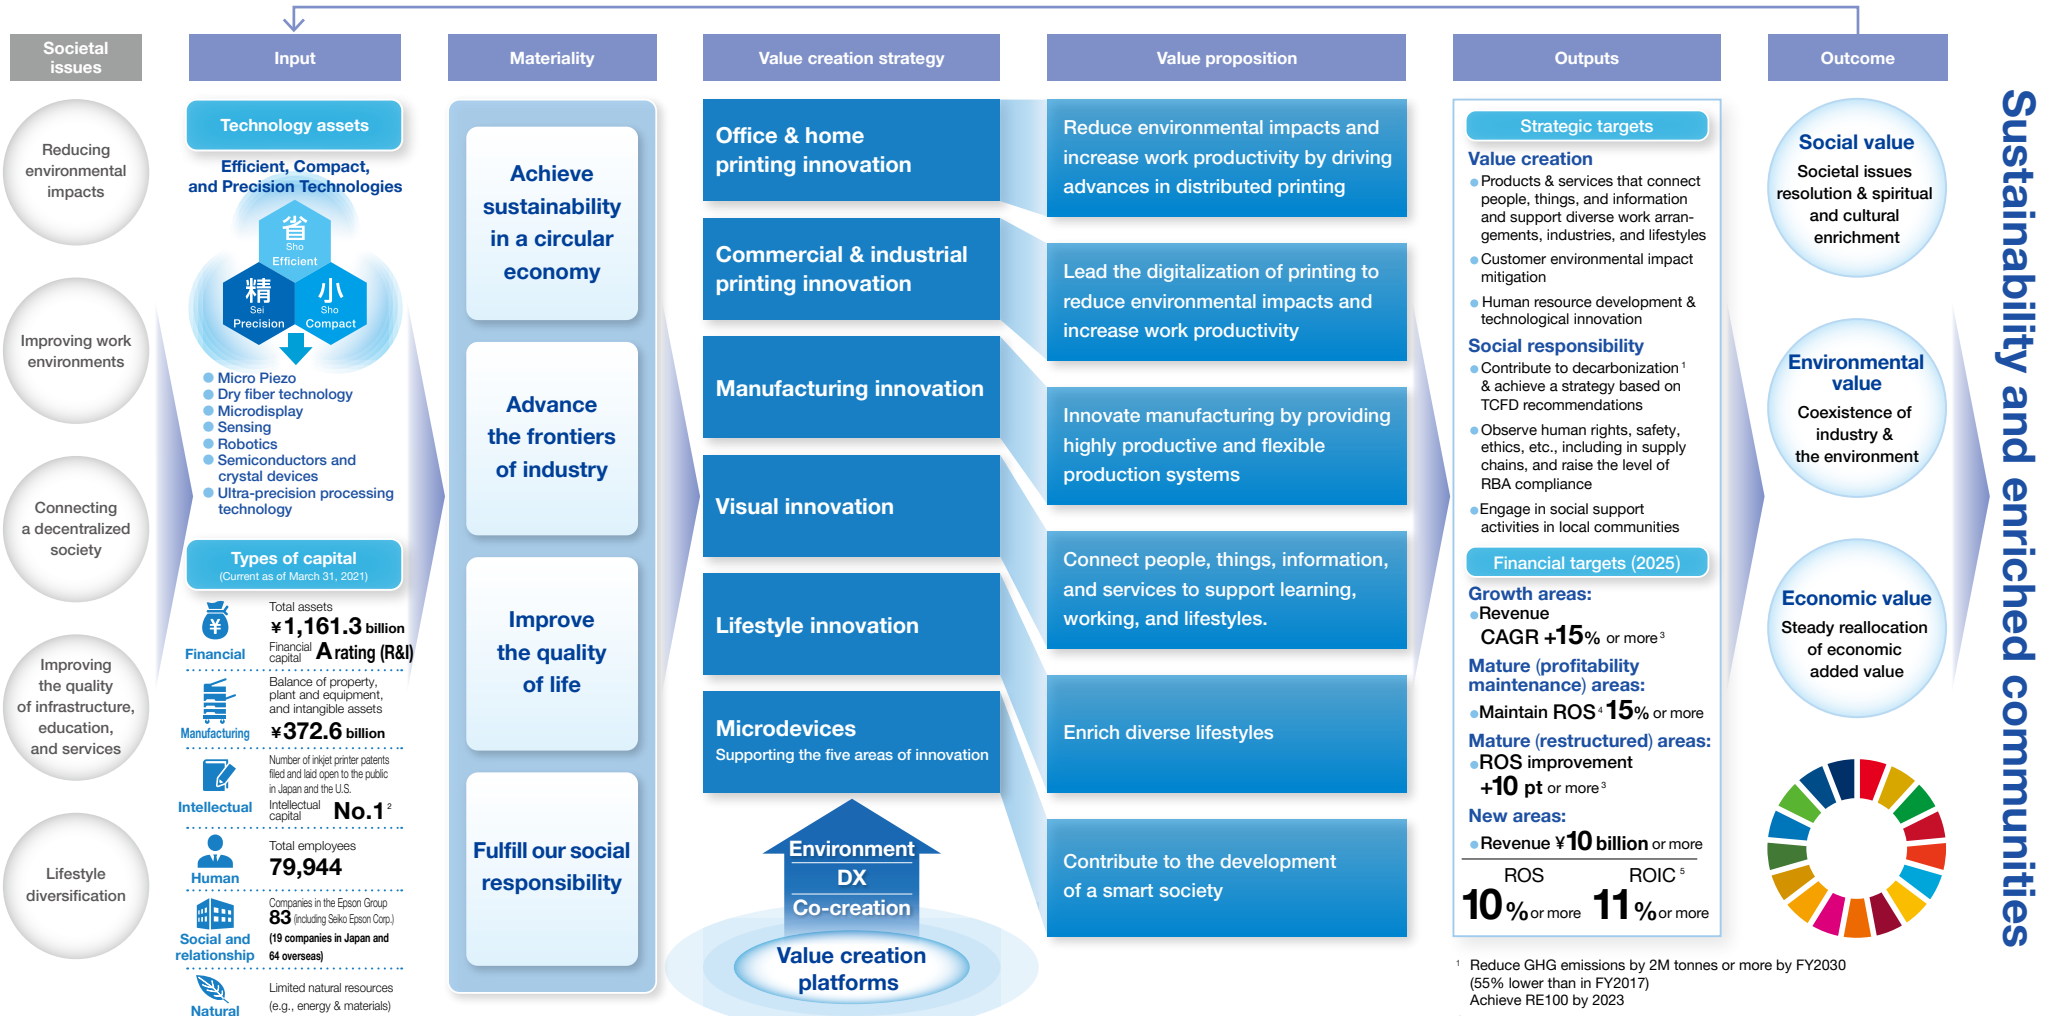 Societal
issues
Input
Materiality
Value creation strategy
Value proposition
Outputs
Outcome
Reducing
environmental
impacts
Improving work
environments
Connecting
a decentralized
society
Improving
the quality
of infrastructure,
education,
and services
Lifestyle
diversification
Technology assets
Efficient, Compact,
and Precision Technologies
省
Sho
Efficient
精
Sei
Precision
小
Sho
Compact
● Micro Piezo
● Dry fiber technology
● Microdisplay
● Sensing
● Robotics
● Semiconductors and
crystal devices
● Ultra-precision processing
technology
Types of capital
(Current as of March 31, 2021)
¥
Financial
Total assets
¥1,161.3 billion
Financial capital A rating (R&I)
Manufacturing
Balance of property,
plant and equipment,
and intangible assets
¥372.6 billion
Intellectual
Number of inkjet printer patents
filed and laid open to the public
in Japan and the U.S.
Intellectual capital No.1 2
Human
Total employees
79,944
Social and
relationship
Companies in the Epson Group
83 (including Seiko Epson Corp.)
(19 companies in Japan and
64 overseas)
Natural
Limited natural resources
(e.g., energy & materials)
Achieve
sustainability
in a circular
economy
Advance
the frontiers
of industry
Improve
the quality
of life
Fulfill our social
responsibility
Office & home
printing innovation
Commercial & industrial
printing innovation
Manufacturing innovation
Visual innovation
Lifestyle innovation
Microdevices
Supporting the five areas of innovation
Environment
DX
Co-creation
Value creation
platforms
Reduce environmental impacts and
increase work productivity by driving
advances in distributed printing
Lead the digitalization of printing to
reduce environmental impacts and
increase work productivity
Innovate manufacturing by providing
highly productive and flexible
production systems
Connect people, things, information,
and services to support learning,
working, and lifestyles.
Enrich diverse lifestyles
Contribute to the development
of a smart society
Strategic targets
Value creation
● Products & services that connect
people, things, and information
and support diverse work arran-
gements, industries, and lifestyles
● Customer environmental impact
mitigation
● Human resource development &
technological innovation
Social responsibility
● Contribute to decarbonization 1
& achieve a strategy based on
TCFD recommendations
● Observe human rights, safety,
ethics, etc., including in supply
chains, and raise the level of
RBA compliance
● Engage in social support
activities in local communities
Financial targets (2025)
Growth areas:
● Revenue
CAGR +15% or more 3
Mature (profitability
maintenance) areas:
● Maintain ROS 4 15% or more
Mature (restructured) areas:
● ROS improvement
+10 pt or more 3
New areas:
● Revenue ¥10 billion or more
ROS
10% or more
ROIC 5
11% or more
1 Reduce GHG emissions by 2M tonnes or more by FY2030
(55% lower than in FY2017)
Achieve RE100 by 2023
Social value
Societal issues
resolution & spiritual
and cultural
enrichment
Environmental
value
Coexistence of
industry &
the environment
Economic value
Steady reallocation
of economic
added value
Sustainability and enriched communities